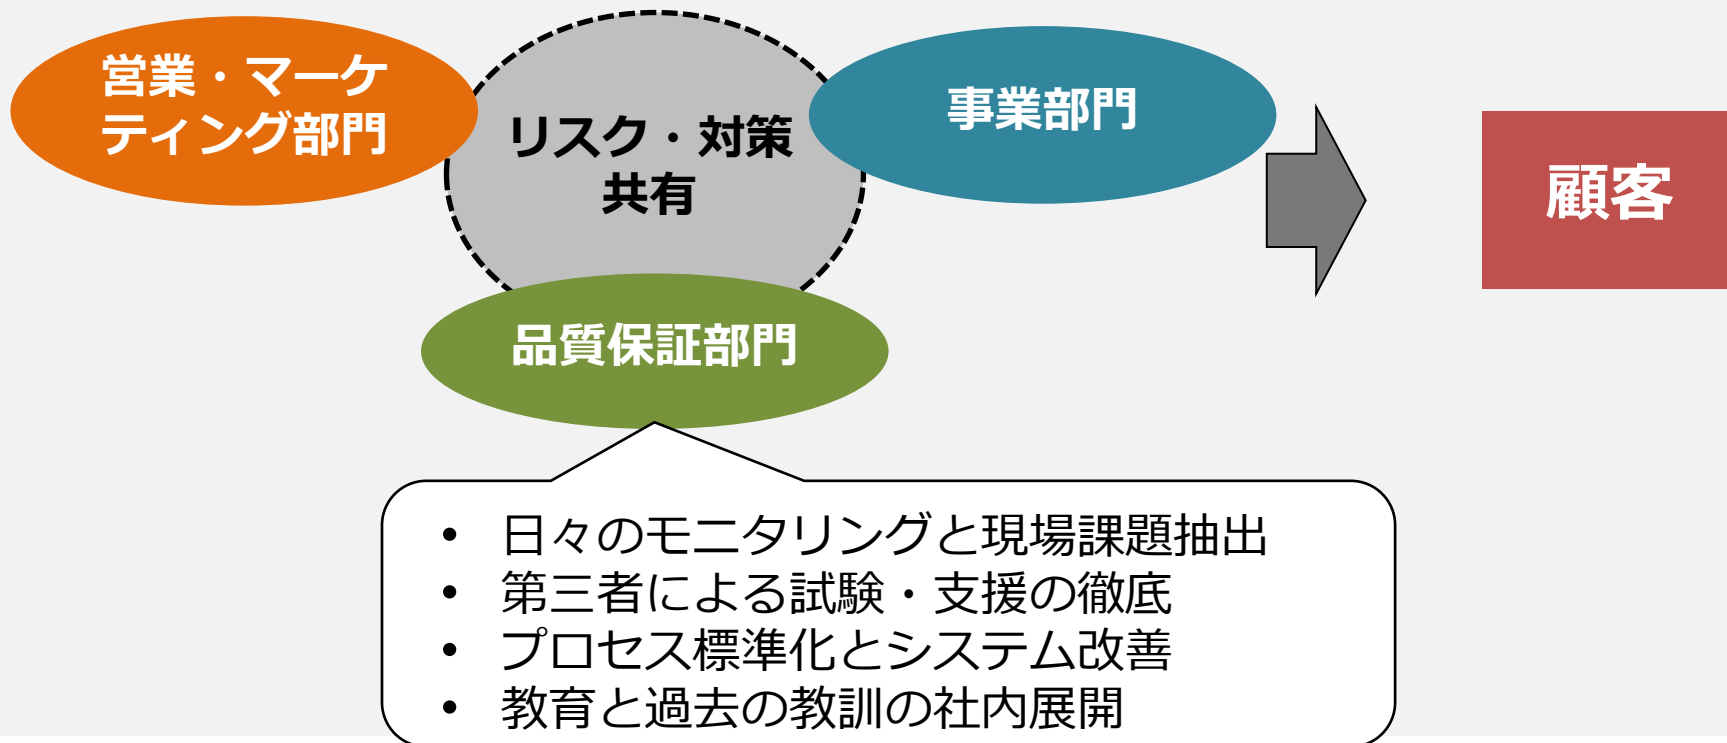 営業・マーケ
ティング部門
リスク・対策
共有
事業部門
顧客
品質保証部門
• 日々のモニタリングと現場課題抽出
• 第三者による試験・支援の徹底
• プロセス標準化とシステム改善
• 教育と過去の教訓の社内展開